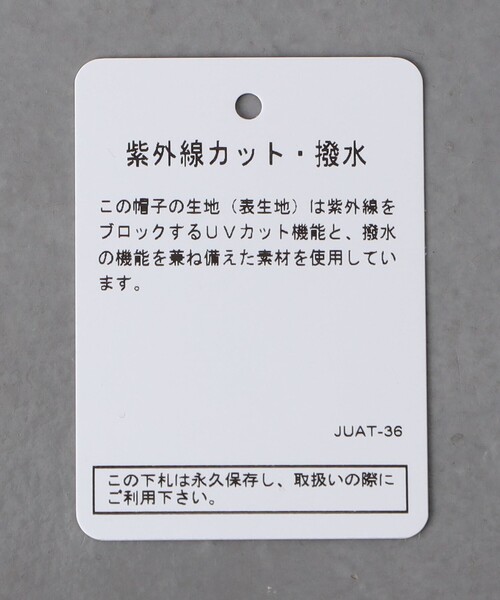 紫外線カット・撥水
この帽子の生地（表生地）は紫外線を
ブロックするＵＶカット機能と、撥水
の機能を兼ね備えた素材を使用してい
ます。
JUAT-36
この下札は永久保存し、取扱いの際に
ご利用下さい。